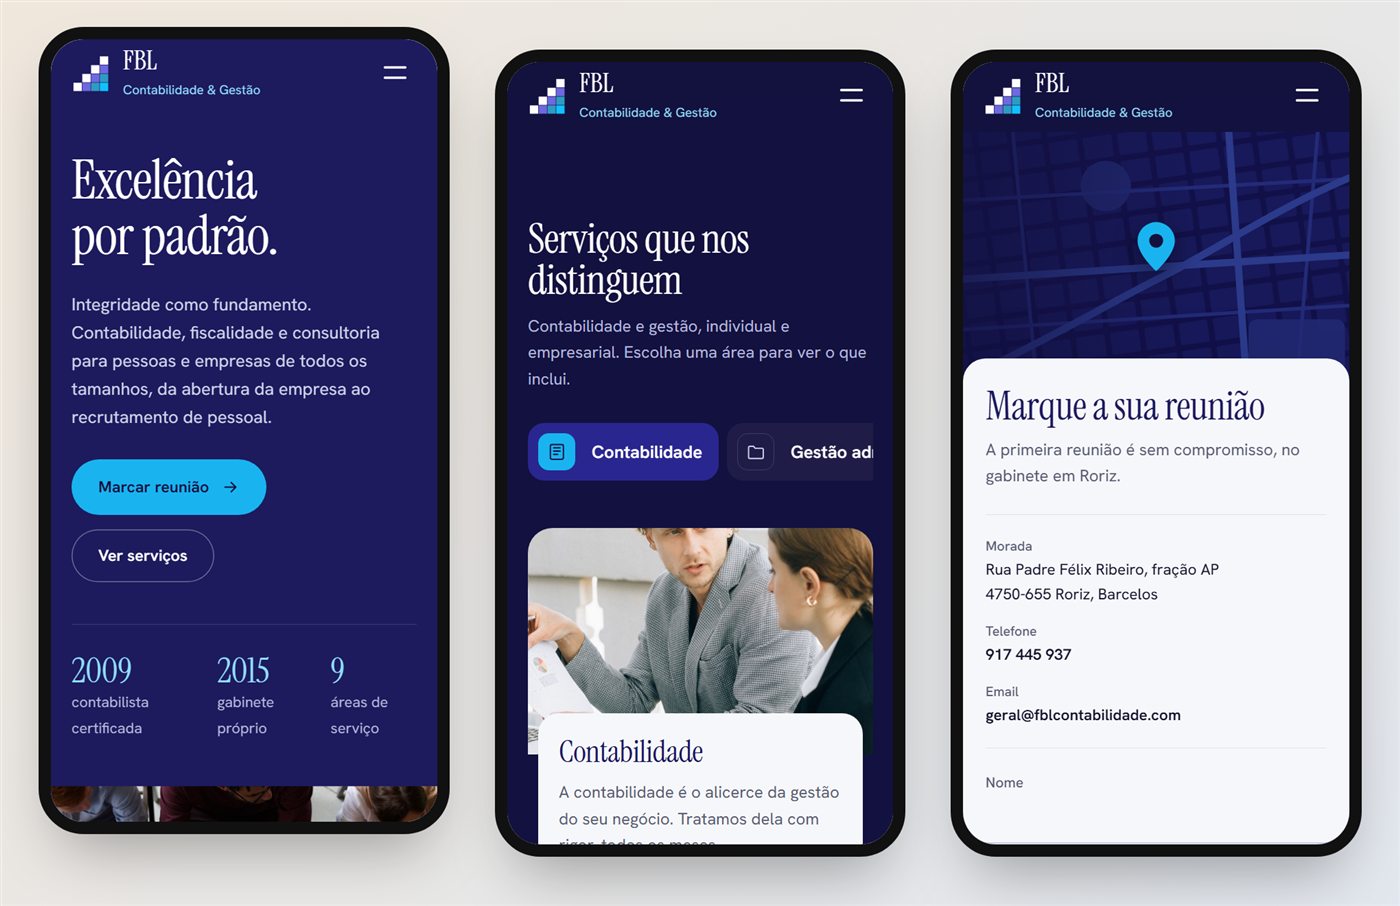 FBL
Contabilidade & Gestão
Excelência
por padrão.
Integridade como fundamento.
Contabilidade, fiscalidade e consultoria
para pessoas e empresas de todos os
tamanhos, da abertura da empresa ao
recrutamento de pessoal.
Marcar reunião
Ver serviços
2009
contabilista
certificada
2015
gabinete
próprio
9
áreas de
serviço
FBL
Contabilidade & Gestão
Serviços que nos
distinguem
Contabilidade e gestão, individual e
empresarial. Escolha uma área para ver o que
inclui.
Contabilidade
Gestão
Contabilidade
A contabilidade é o alicerce da gestão
do seu negócio. Tratamos dela com
FBL
Contabilidade & Gestão
Marque a sua reunião
A primeira reunião é sem compromisso, no
gabinete em Roriz.
Morada
Rua Padre Félix Ribeiro, fração AP
4750-655 Roriz, Barcelos
Telefone
917 445 937
Email
geral@fblcontabilidade.com
Nome